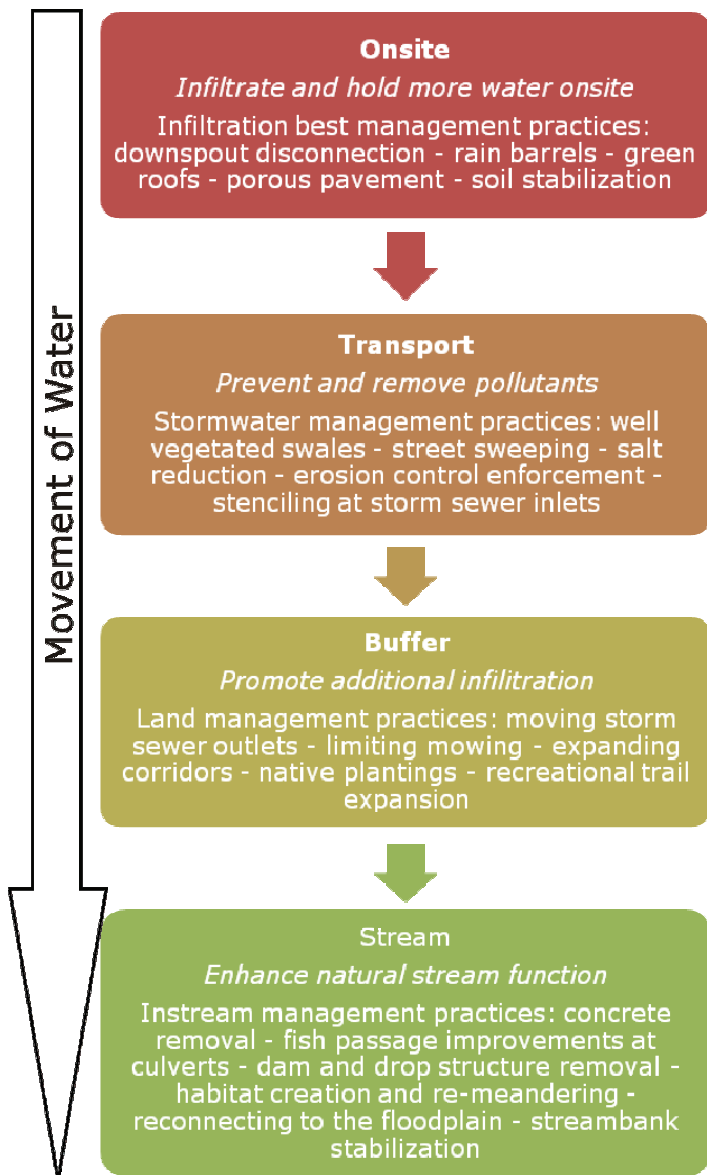 Movement of Water
Onsite
Infiltrate and hold more water onsite
Infiltration best management practices:
downspout disconnection - rain barrels - green
roofs - porous pavement - soil stabilization
Transport
Prevent and remove pollutants
Stormwater management practices: well
vegetated swales - street sweeping - salt
reduction - erosion control enforcement -
stenciling at storm sewer inlets
Buffer
Promote additional infilitration
Land management practices: moving storm
sewer outlets - limiting mowing - expanding
corridors - native plantings - recreational trail
expansion
Stream
Enhance natural stream function
Instream management practices: concrete
removal - fish passage improvements at
culverts - dam and drop structure removal -
habitat creation and re-meandering -
reconnecting to the floodplain - streambank
stabilization